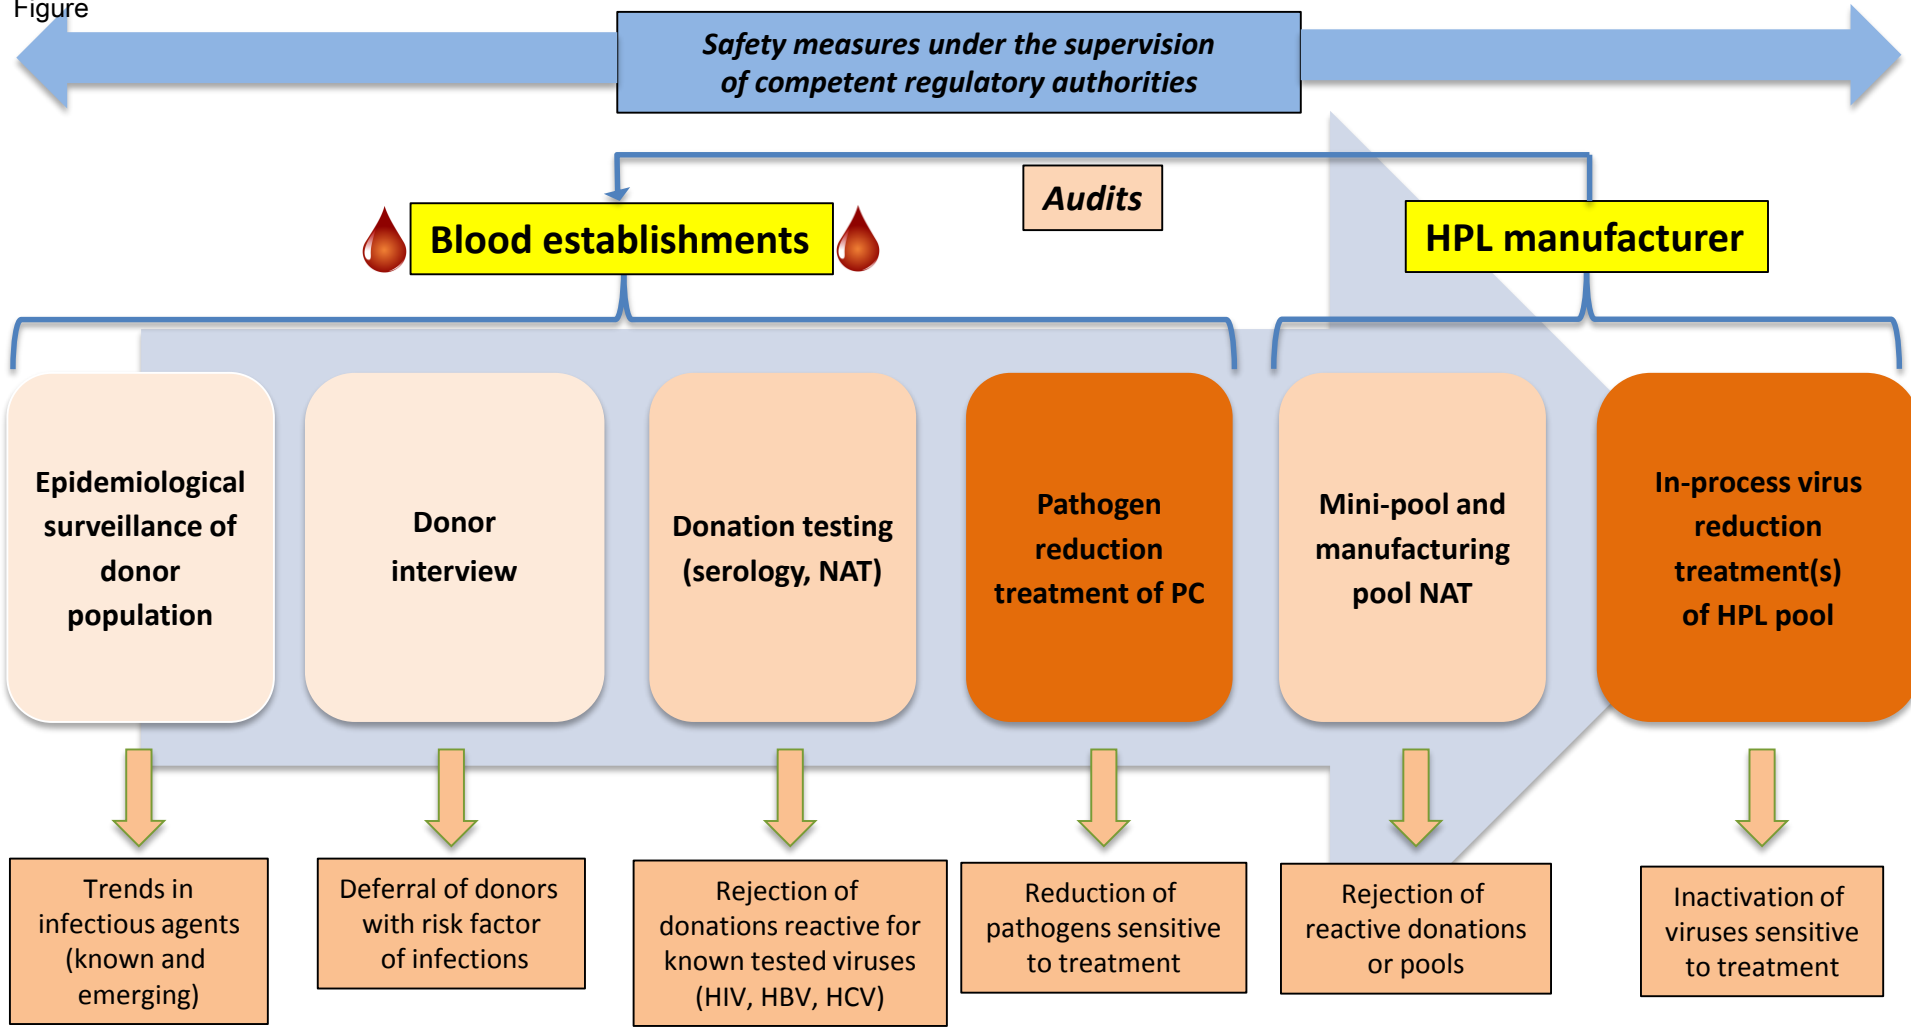 Figure
Safety measures under the supervision
of competent regulatory authorities
Audits
Blood establishments
HPL manufacturer
Epidemiological
surveillance of
donor
population
Donor
interview
Donation testing
(serology, NAT)
Pathogen
reduction
treatment of PC
Mini-pool and
manufacturing
pool NAT
In-process virus
reduction
treatment(s)
of HPL pool
Trends in
infectious agents
(known and
emerging)
Deferral of donors
with risk factor
of infections
Rejection of
donations reactive for
known tested viruses
(HIV, HBV, HCV)
Reduction of
pathogens sensitive
to treatment
Rejection of
reactive donations
or pools
Inactivation of
viruses sensitive
to treatment